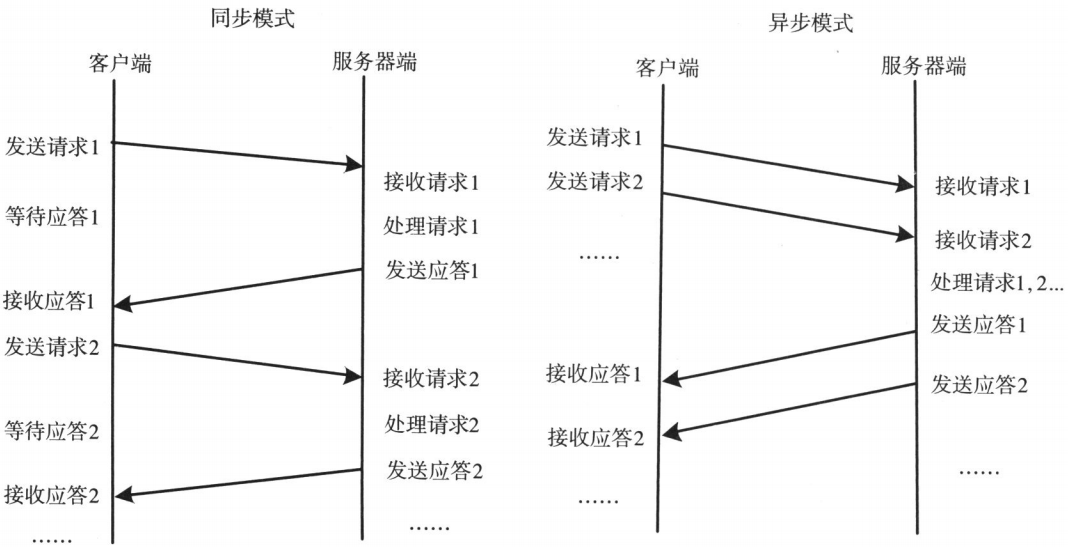 同步模式
客户端
服务器端
发送请求1
接收请求1
等待应答1
处理请求1
发送应答1
接收应答1
发送请求2
接收请求2
等待应答2
处理请求2
发送应答2
接收应答2
……
……
异步模式
客户端
服务器端
发送请求1
发送请求2
接收请求1
接收请求2
……
处理请求1, 2...
发送应答1
接收应答1
发送应答2
接收应答2
……
……